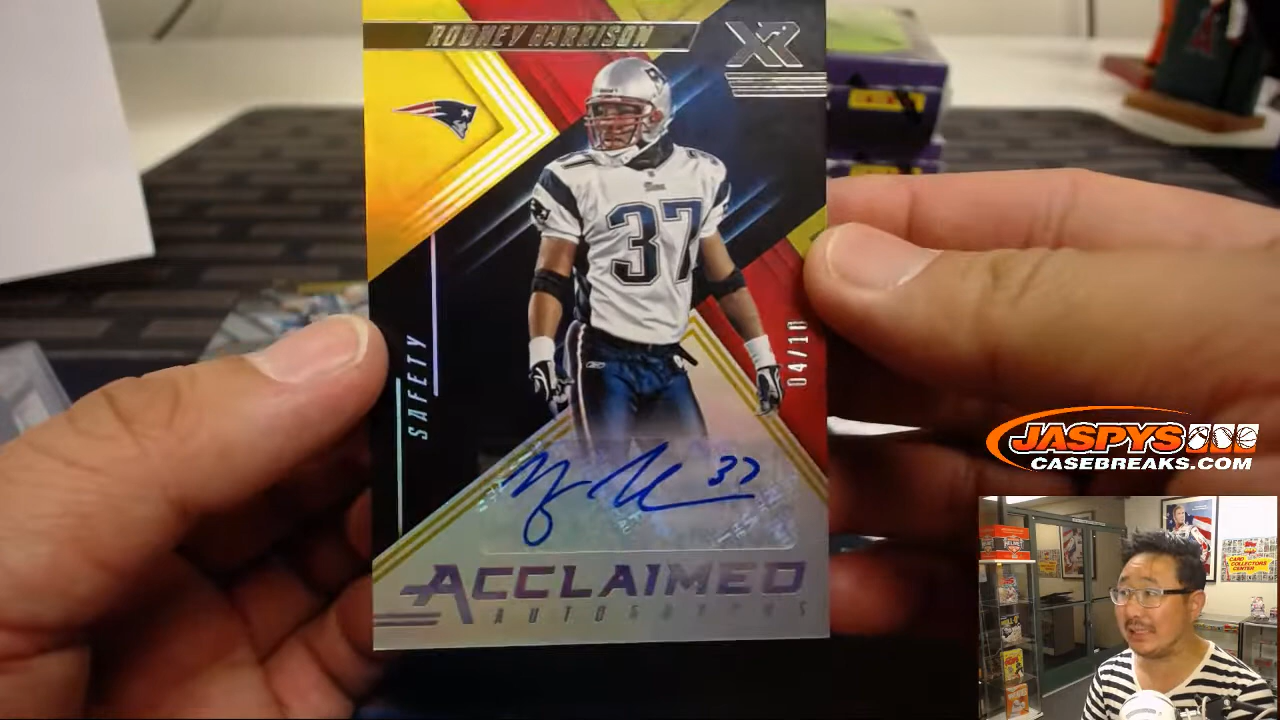 RODNEY HARRISON
XR
37
SAFETY
04/10
37
ACCLAIMED
AUTOGRAPHS
JASPYS
CASEBREAKS.COM